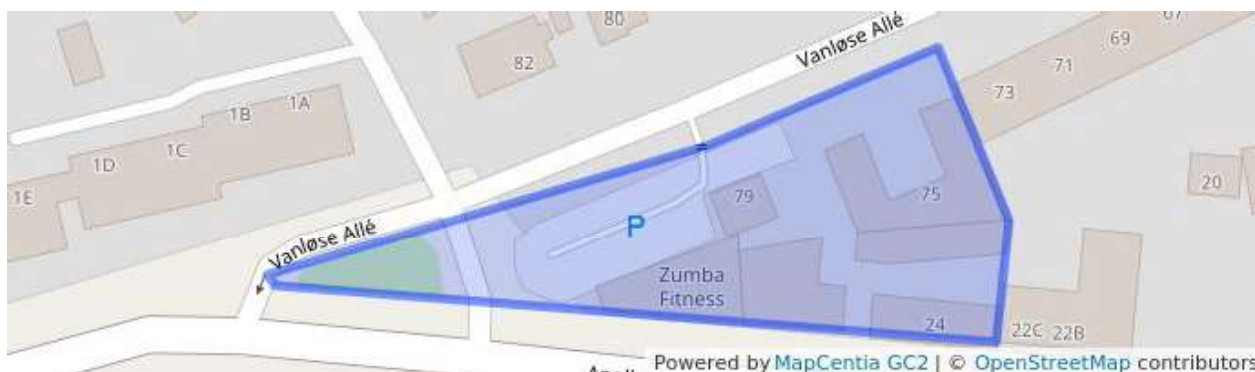 80
Vanløse Allé
67
69
82
71
73
1A
1B
1C
1D
1E
20
79
75
P
Vanløse Allé
Zumba
Fitness
24
22C
22B
Powered by MapCentia GC2 | © OpenStreetMap contributors